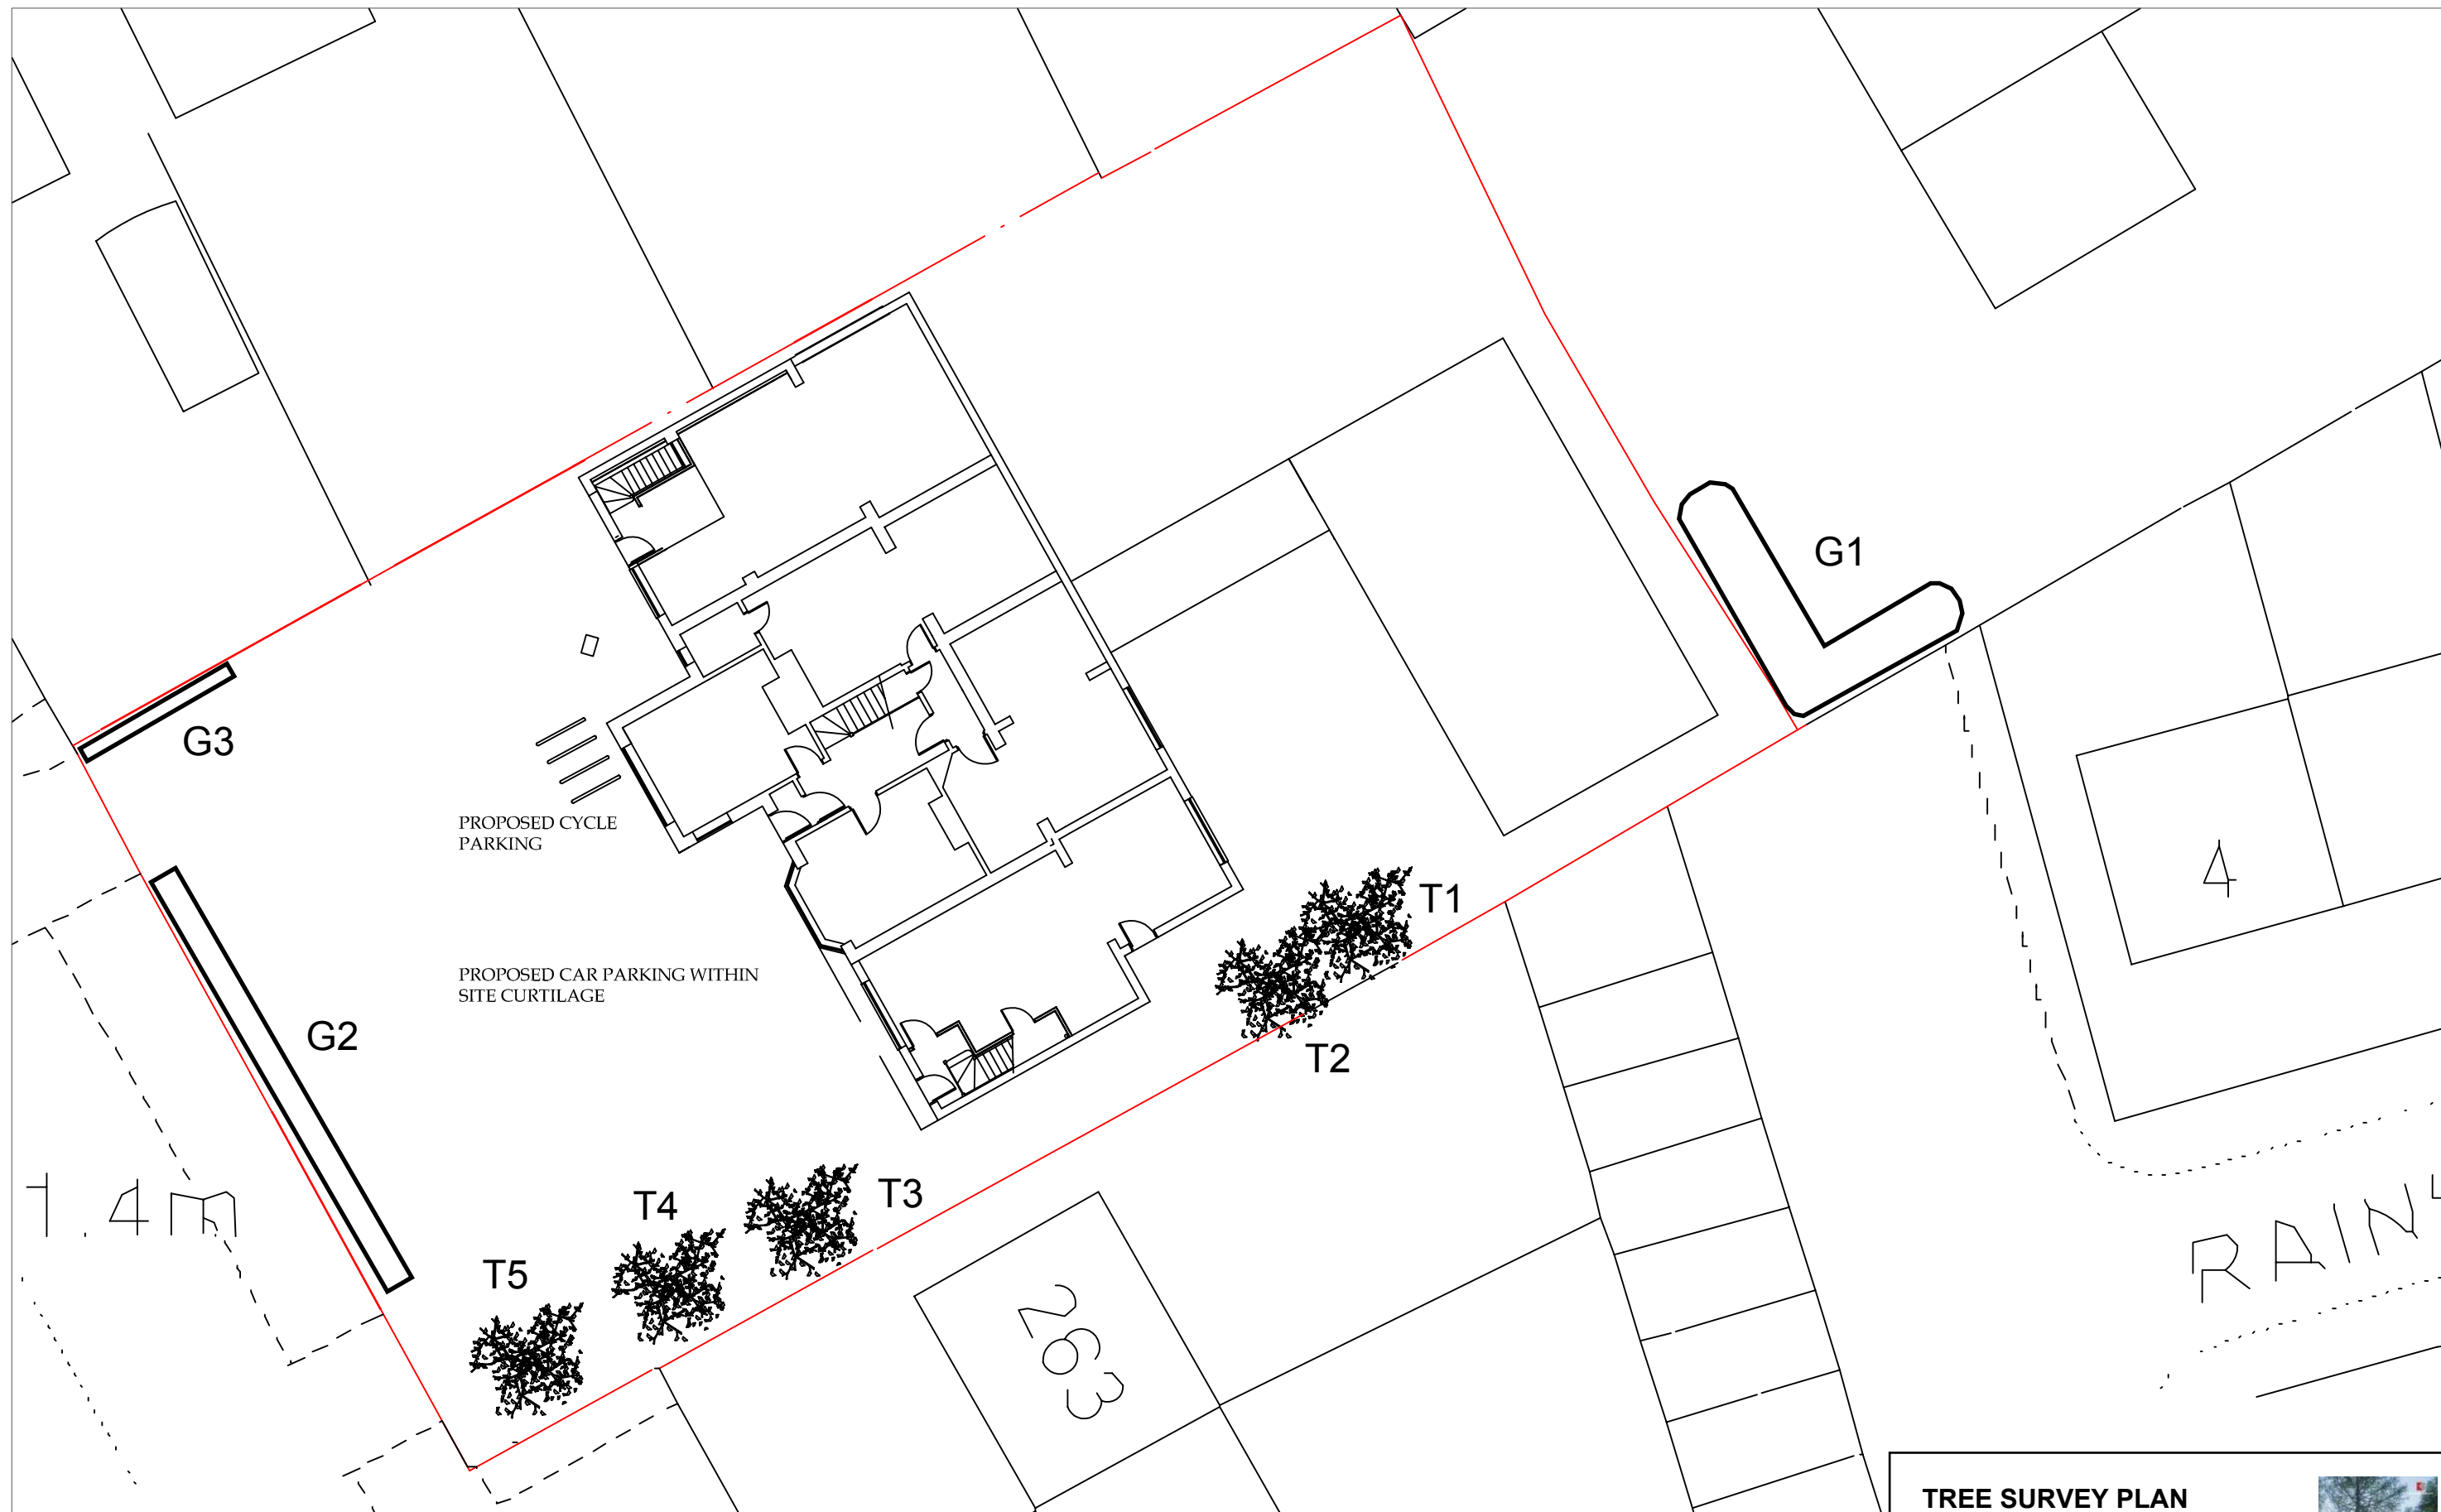 G1
G3
PROPOSED CYCLE
PARKING
4
T1
PROPOSED CAR PARKING WITHIN
SITE CURTILAGE
G2
T2
T3
T4
T5
263
TREE SURVEY PLAN